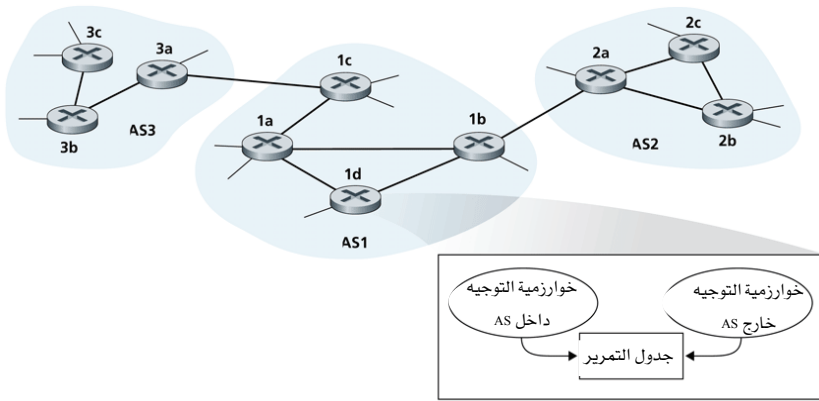 3c
3a
3b
AS3
1c
1a
1b
1d
AS1
2c
2a
2b
AS2
خوارزمية التوجيه
داخل AS
خوارزمية التوجيه
خارج AS
جدول التمرير